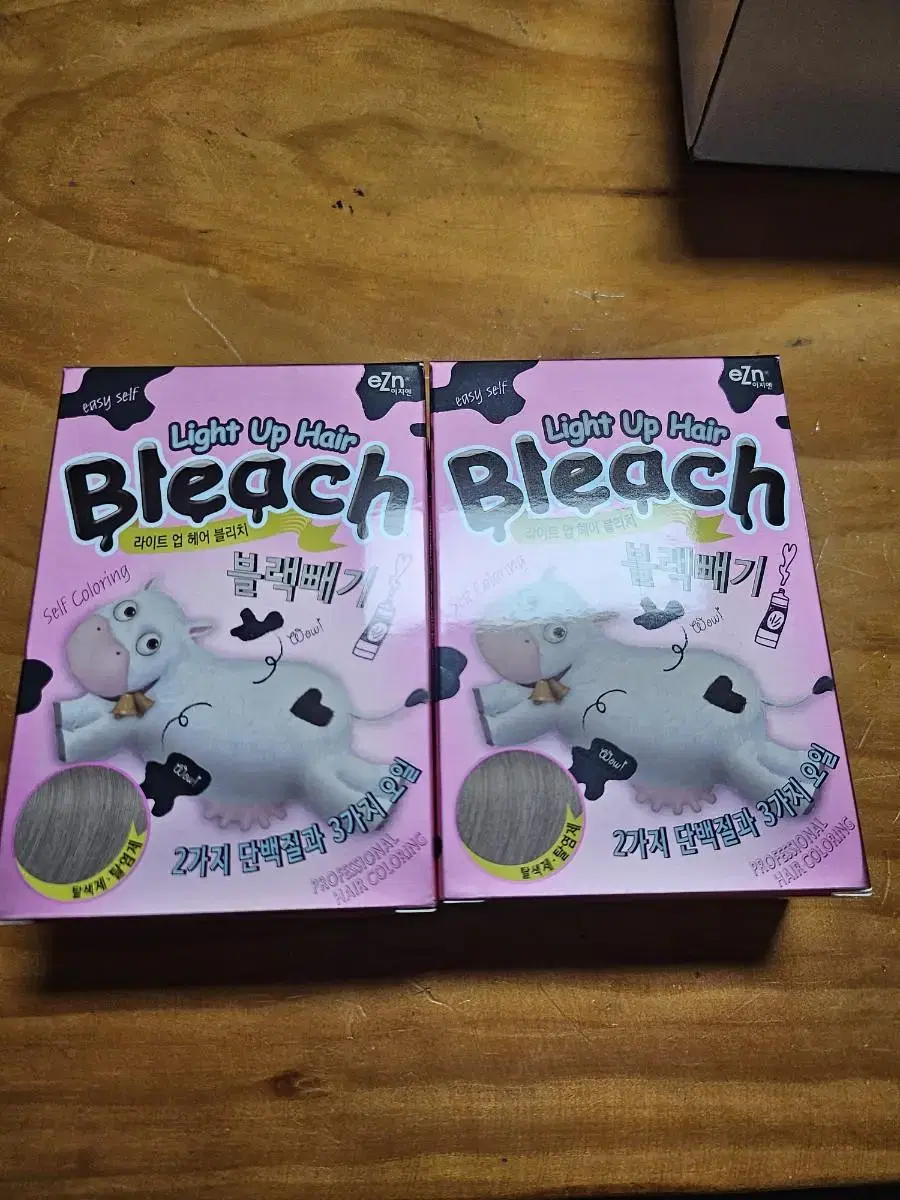 easy self
eZn
이지엔
Light Up Hair
Bleach
라이트 업 헤어 블리치
블랙빼기
Self Coloring
Wow!
Wow!
2가지 단백질과 3가지 오일
탈색제·탈염제
PROFESSIONAL
HAIR COLORING
easy self
eZn
이지엔
Light Up Hair
Bleach
라이트 업 헤어 블리치
블랙빼기
Self Coloring
Wow!
Wow!
2가지 단백질과 3가지 오일
탈색제·탈염제
PROFESSIONAL
HAIR COLORING